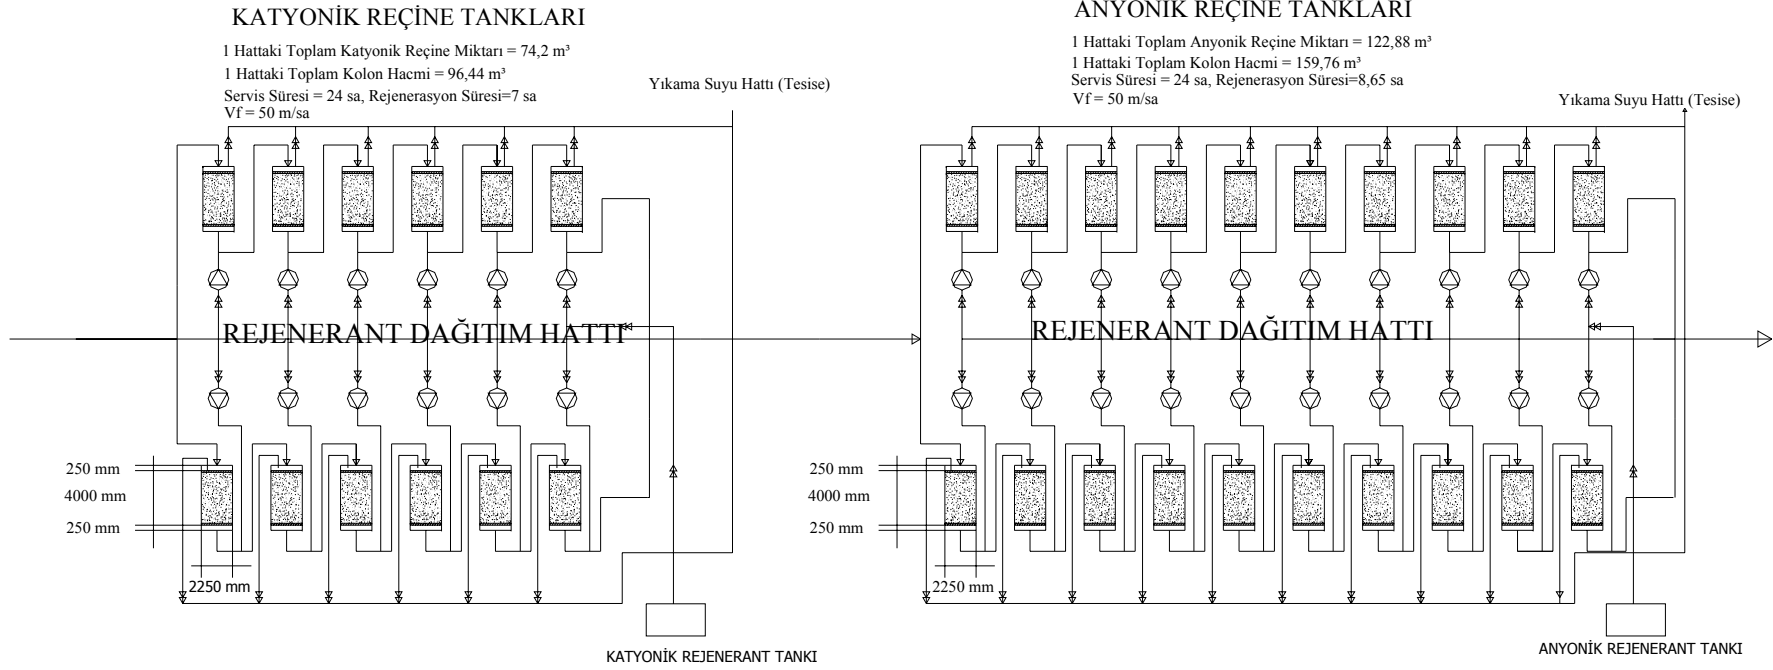 KATYONİK REÇİNE TANKLARI
1 Hattaki Toplam Katyonik Reçine Miktarı = 74,2 m³
1 Hattaki Toplam Kolon Hacmi = 96,44 m³
Servis Süresi = 24 sa, Rejenerasyon Süresi=7 sa
Vf = 50 m/sa
Yıkama Suyu Hattı (Tesise)
REJENERANT DAĞITIM HATTI
250 mm
4000 mm
250 mm
2250 mm
KATYONİK REJENERANT TANKI
ANYONİK REÇİNE TANKLARI
1 Hattaki Toplam Anyonik Reçine Miktarı = 122,88 m³
1 Hattaki Toplam Kolon Hacmi = 159,76 m³
Servis Süresi = 24 sa, Rejenerasyon Süresi=8,65 sa
Vf = 50 m/sa
Yıkama Suyu Hattı (Tesise)
REJENERANT DAĞITIM HATTI
250 mm
4000 mm
250 mm
2250 mm
ANYONİK REJENERANT TANKI